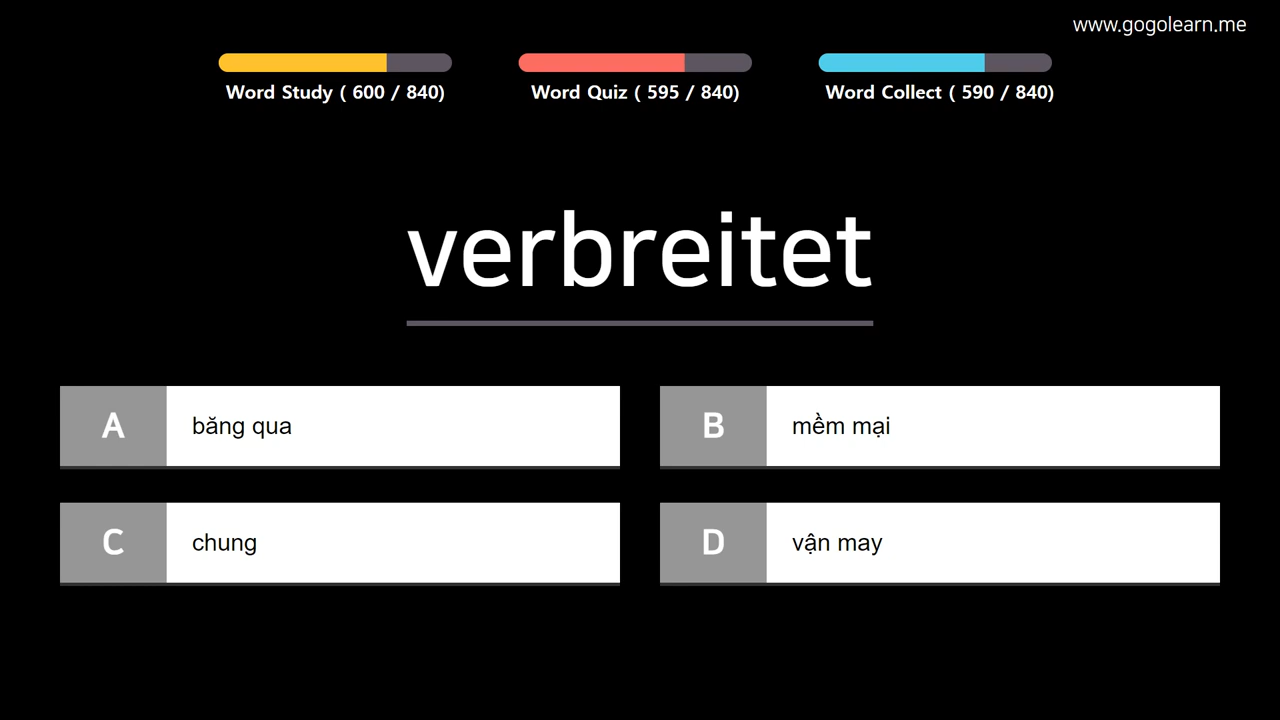 www.gogolearn.me
Word Study ( 600 / 840)
Word Quiz ( 595 / 840)
Word Collect ( 590 / 840)
verbreitet
A băng qua
B mềm mại
C chung
D vận may